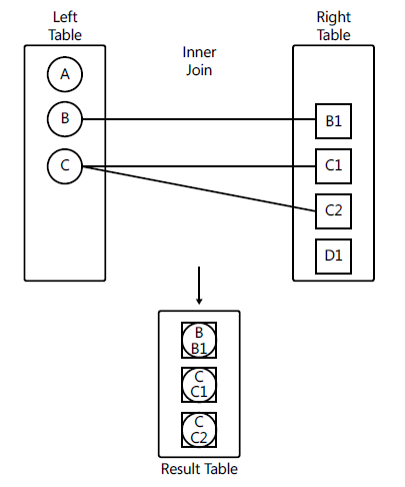 Left
Table
Inner
Join
Right
Table
A
B
C
B1
C1
C2
D1
B
B1
C
C1
C
C2
Result Table